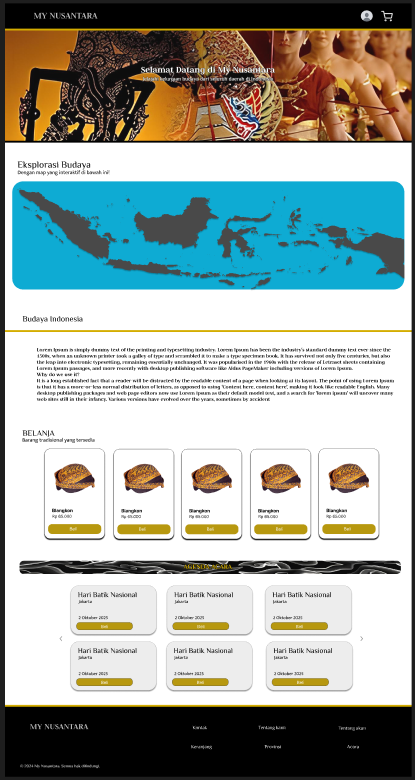 MY NUSANTARA
Selamat Datang di My Nusantara
Eksplorasi Budaya
Dengan map yang interaktif di bawah ini!
Budaya Indonesia
Lorem Ipsum is simply dummy text of the printing and typesetting industry. Lorem Ipsum has been the industry's standard dummy text ever since the
1500s, when an unknown printer took a galley of type and scrambled it to make a type specimen book. It has survived not only five centuries, but also
the leap into electronic typesetting, remaining essentially unchanged. It was popularised in the 1960s with the release of Letraset sheets containing
Lorem Ipsum passages, and more recently with desktop publishing software like Aldus PageMaker including versions of Lorem Ipsum.
Why do we use it?
It is a long established fact that a reader will be distracted by the readable content of a page when looking at its layout. The point of using Lorem Ipsum
is that it has a more-or-less normal distribution of letters, as opposed to using 'Content here, content here', making it look like readable English. Many
desktop publishing packages and web page editors now use Lorem Ipsum as their default model text, and a search for 'lorem ipsum' will uncover many
web sites still in their infancy. Various versions have evolved over the years, sometimes by accident
BELANJA
Barang tradisional yang tersedia
Blangkon Blangkon Blangkon Blangkon Blangkon
Rp 65.000 Rp 65.000 Rp 65.000 Rp 65.000 Rp 65.000
Beli Beli Beli Beli Beli
Hari Batik Nasional Hari Batik Nasional Hari Batik Nasional
Jakarta Jakarta Jakarta
2 Oktober 2025 2 Oktober 2025 2 Oktober 2025
Beli Beli Beli
Hari Batik Nasional Hari Batik Nasional Hari Batik Nasional
Jakarta Jakarta Jakarta
2 Oktober 2025 2 Oktober 2025 2 Oktober 2025
Beli Beli Beli
MY NUSANTARA
Kontak Tentang kami Tentang akun
Keranjang Provinsi Acara
© 2024 My Nusantara. Semua hak dilindungi.